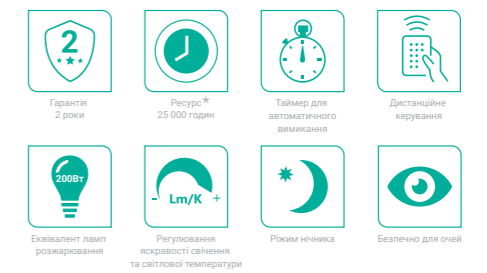 2
Гарантія
2 роки
Ресурс*
25 000 годин
Таймер для
автоматичного
вимикання
Дистанційне
керування
200Вт
Еквівалент ламп
розжарювання
- Lm/K +
Регулювання
яскравості свічення
та світлової температури
Ріжим нічника
Безпечно для очей